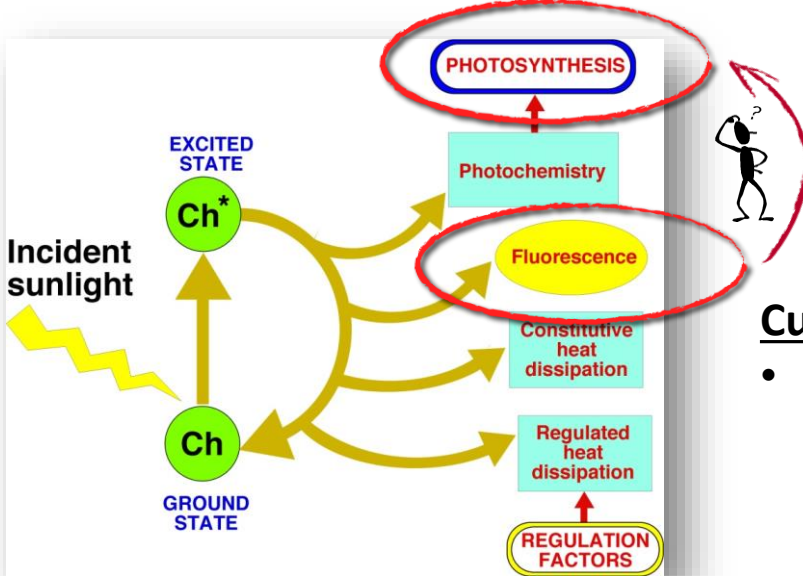 PHOTOSYNTHESIS
EXCITED
STATE
Ch*
Photochemistry
?
Incident
sunlight
Fluorescence
Constitutive
heat
dissipation
Ch
Regulated
heat
dissipation
GROUND
STATE
REGULATION
FACTORS
Cu
•